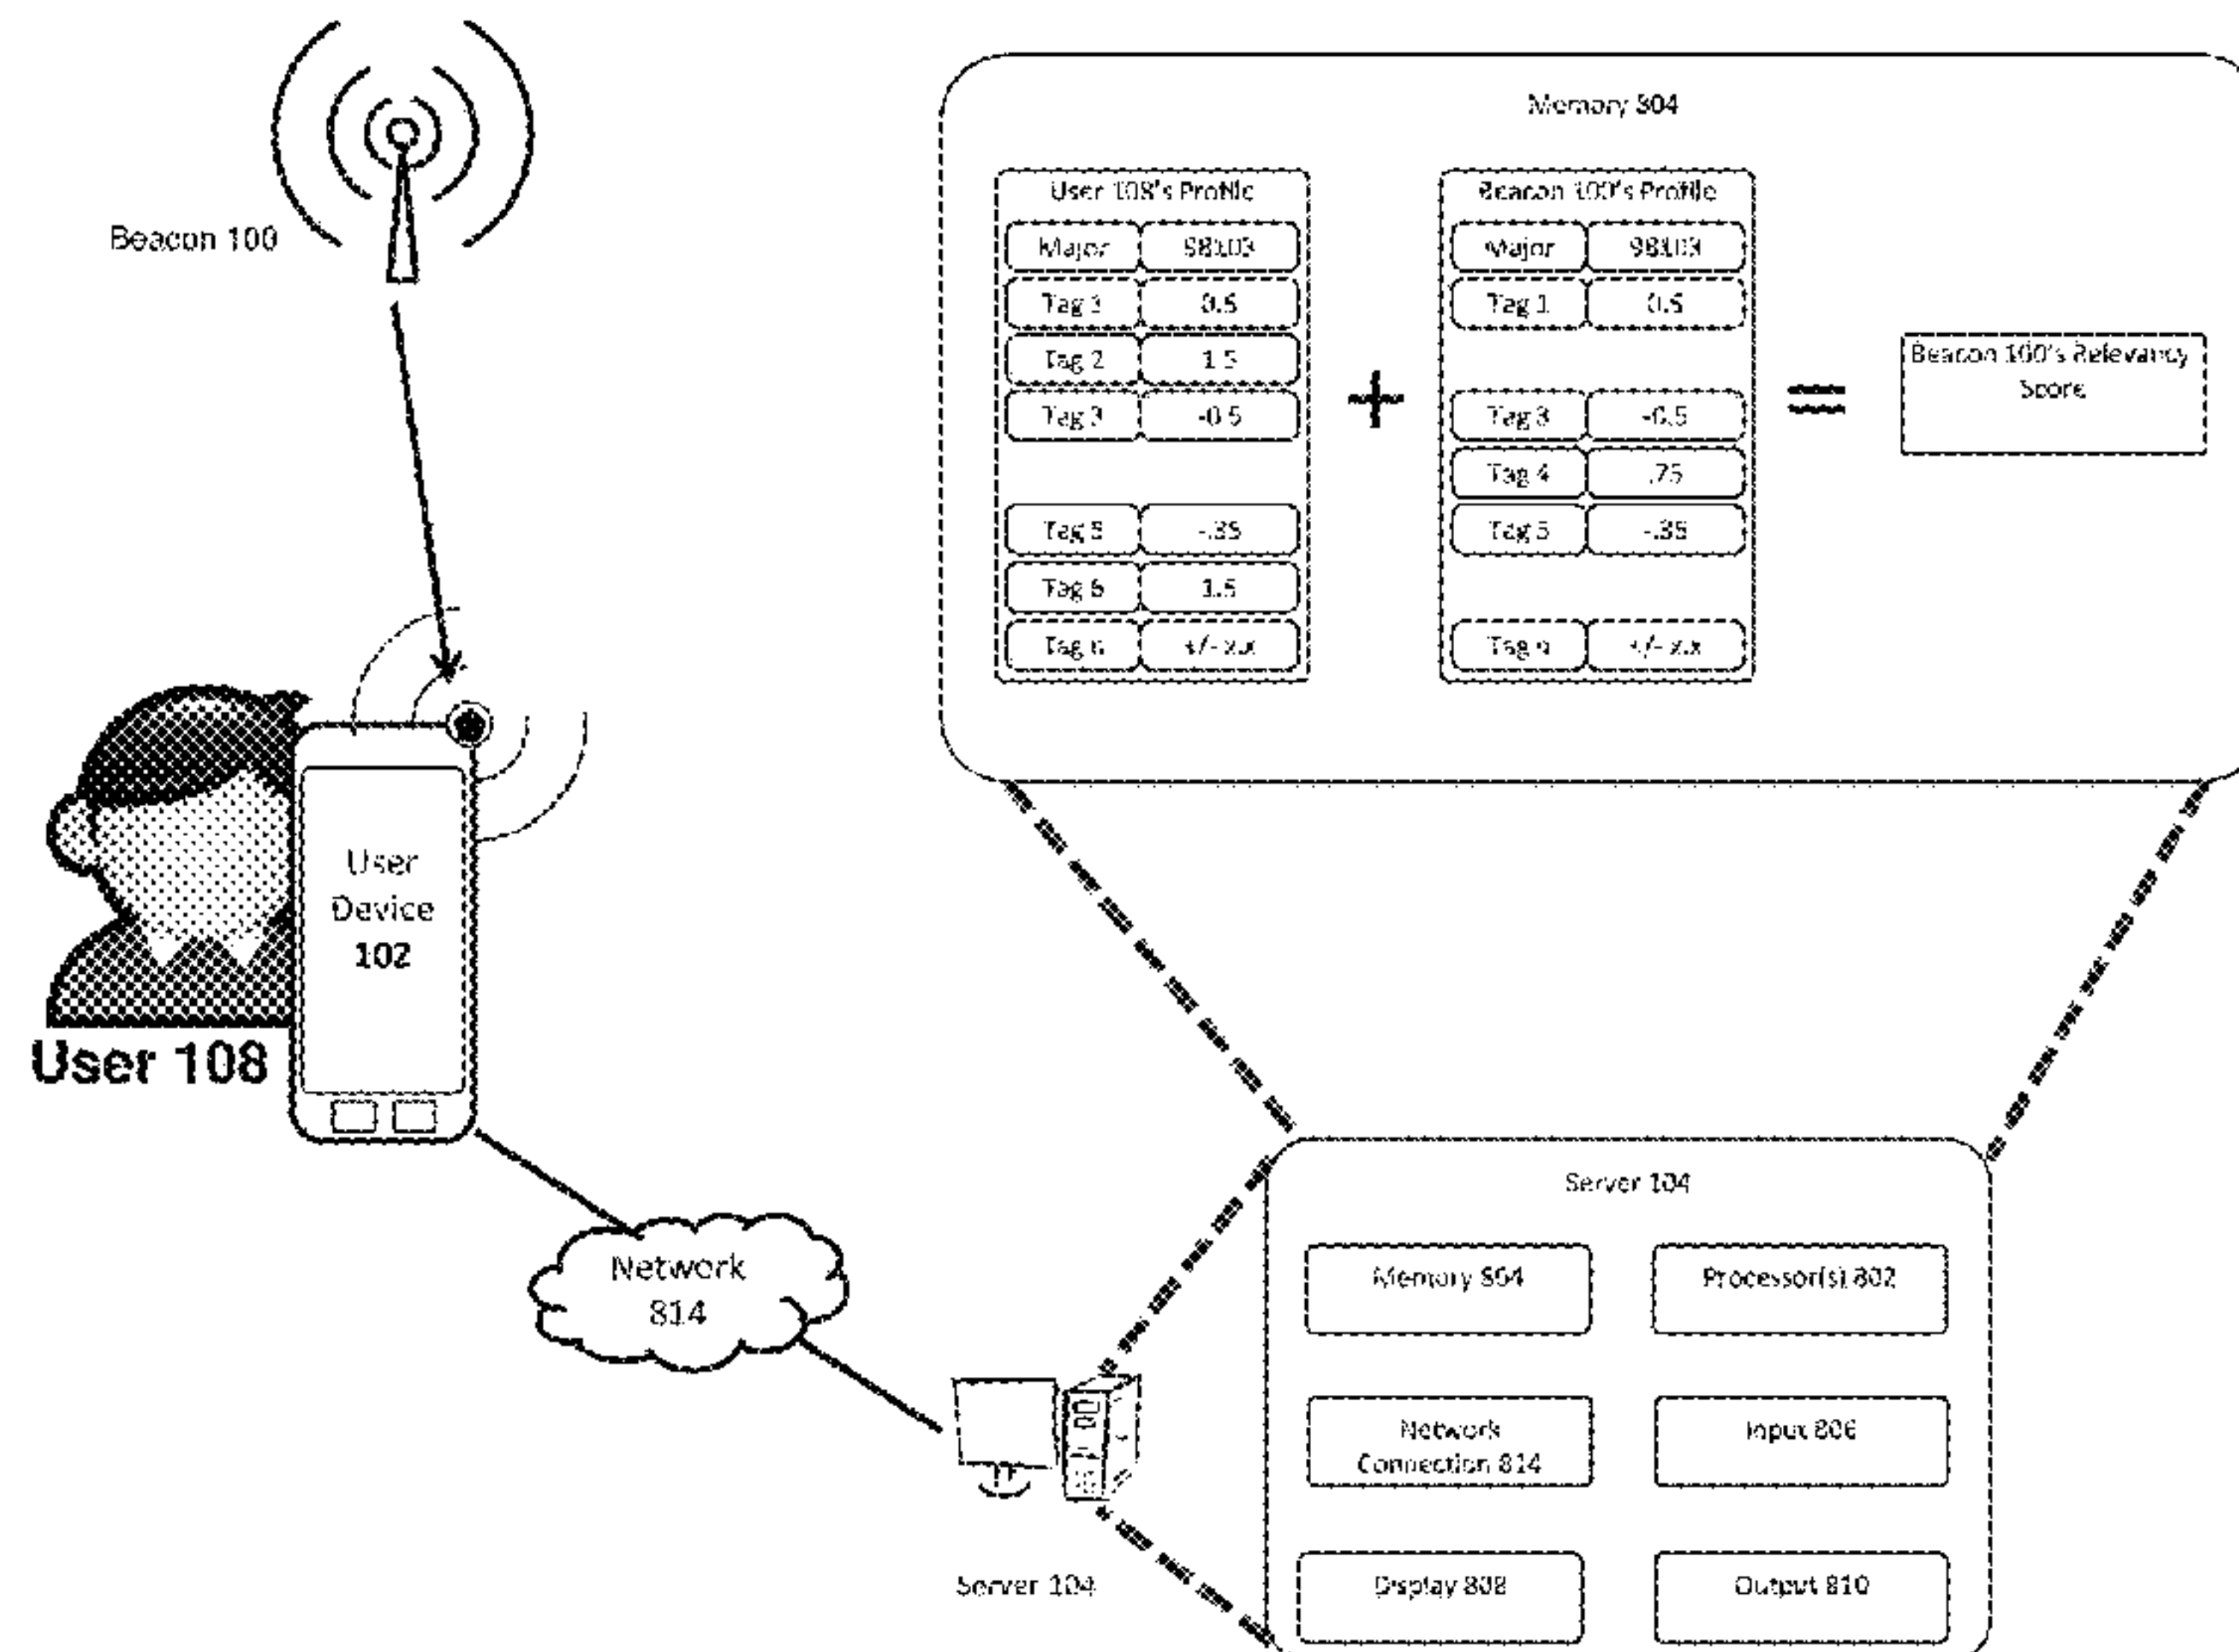 Beacon 100
Memory 804
User 108's Profile
Major 98103
Tag 1 0.5
Tag 2 1.5
Tag 3 -0.5
Tag 5 -.35
Tag 6 1.5
Tag n +/- x.x
+
Beacon 100's Profile
Major 98103
Tag 1 0.5
Tag 3 -0.5
Tag 4 .75
Tag 5 -.35
Tag n +/- x.x
=
Beacon 100's Relevancy
Score
User
Device
102
User 108
Network
814
Server 104
Server 104
Memory 804
Processor(s) 802
Network
Connection 814
Input 806
Display 808
Output 810